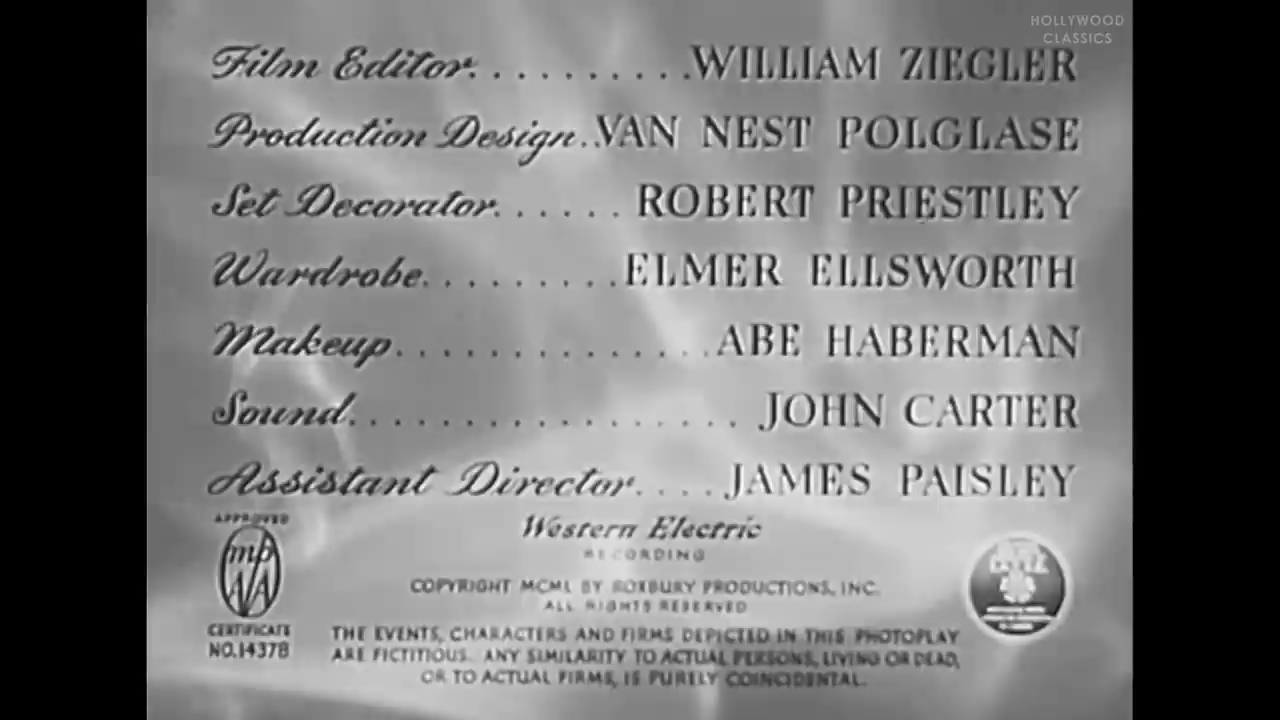 HOLLYWOOD
CLASSICS
Film Editor..........WILLIAM ZIEGLER
Production Design..VAN NEST POLGLASE
Set Decorator......ROBERT PRIESTLEY
Wardrobe.........ELMER ELLSWORTH
Makeup..............ABE HABERMAN
Sound.................JOHN CARTER
Assistant Director....JAMES PAISLEY
APPROVED
mp
AA
CERTIFICATE
NO.14378
Western Electric
RECORDING
COPYRIGHT MCML BY ROXBURY PRODUCTIONS, INC.
ALL RIGHTS RESERVED
THE EVENTS, CHARACTERS AND FIRMS DEPICTED IN THIS PHOTOPLAY
ARE FICTITIOUS. ANY SIMILARITY TO ACTUAL PERSONS, LIVING OR DEAD,
OR TO ACTUAL FIRMS, IS PURELY COINCIDENTAL.